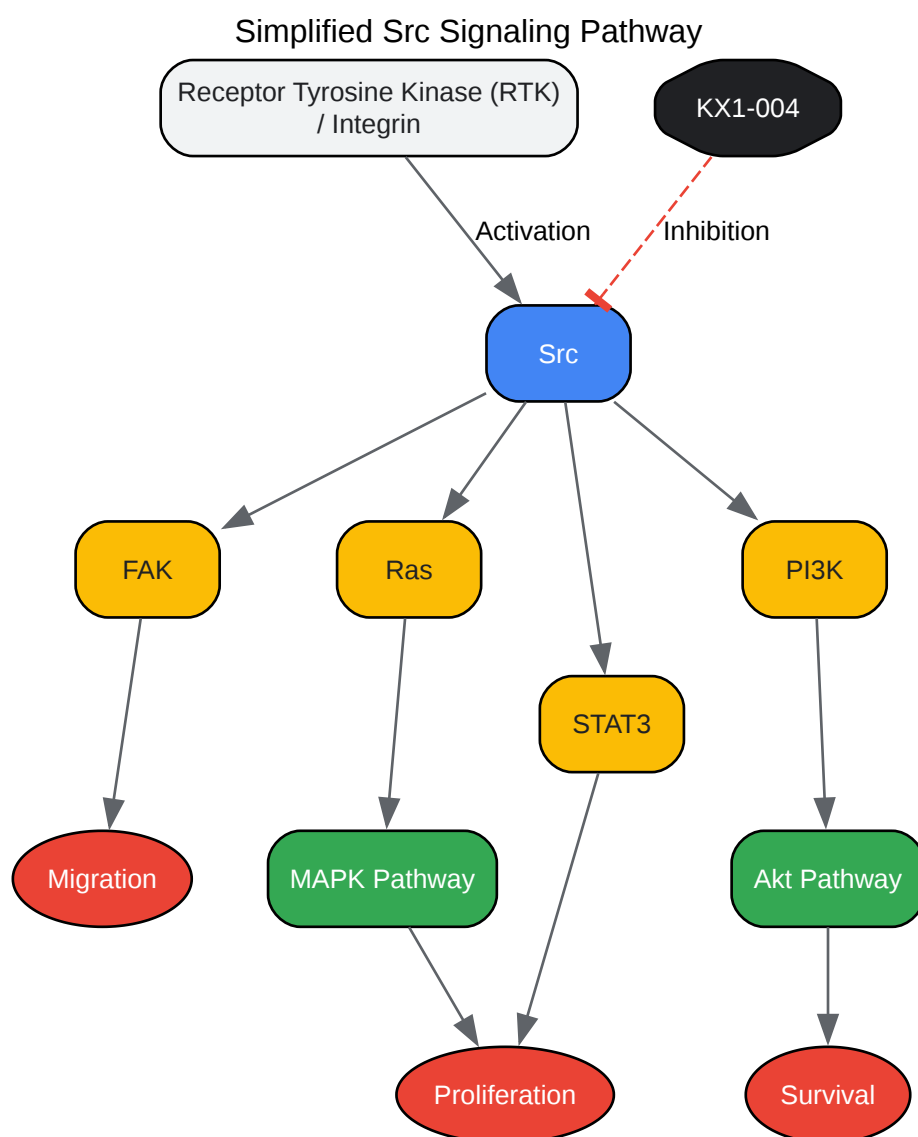 Simplified Src Signaling Pathway
Receptor Tyrosine Kinase (RTK)
/ Integrin
KX1-004
Activation
Inhibition
Src
FAK
Ras
PI3K
STAT3
Migration
MAPK Pathway
Akt Pathway
Proliferation
Survival